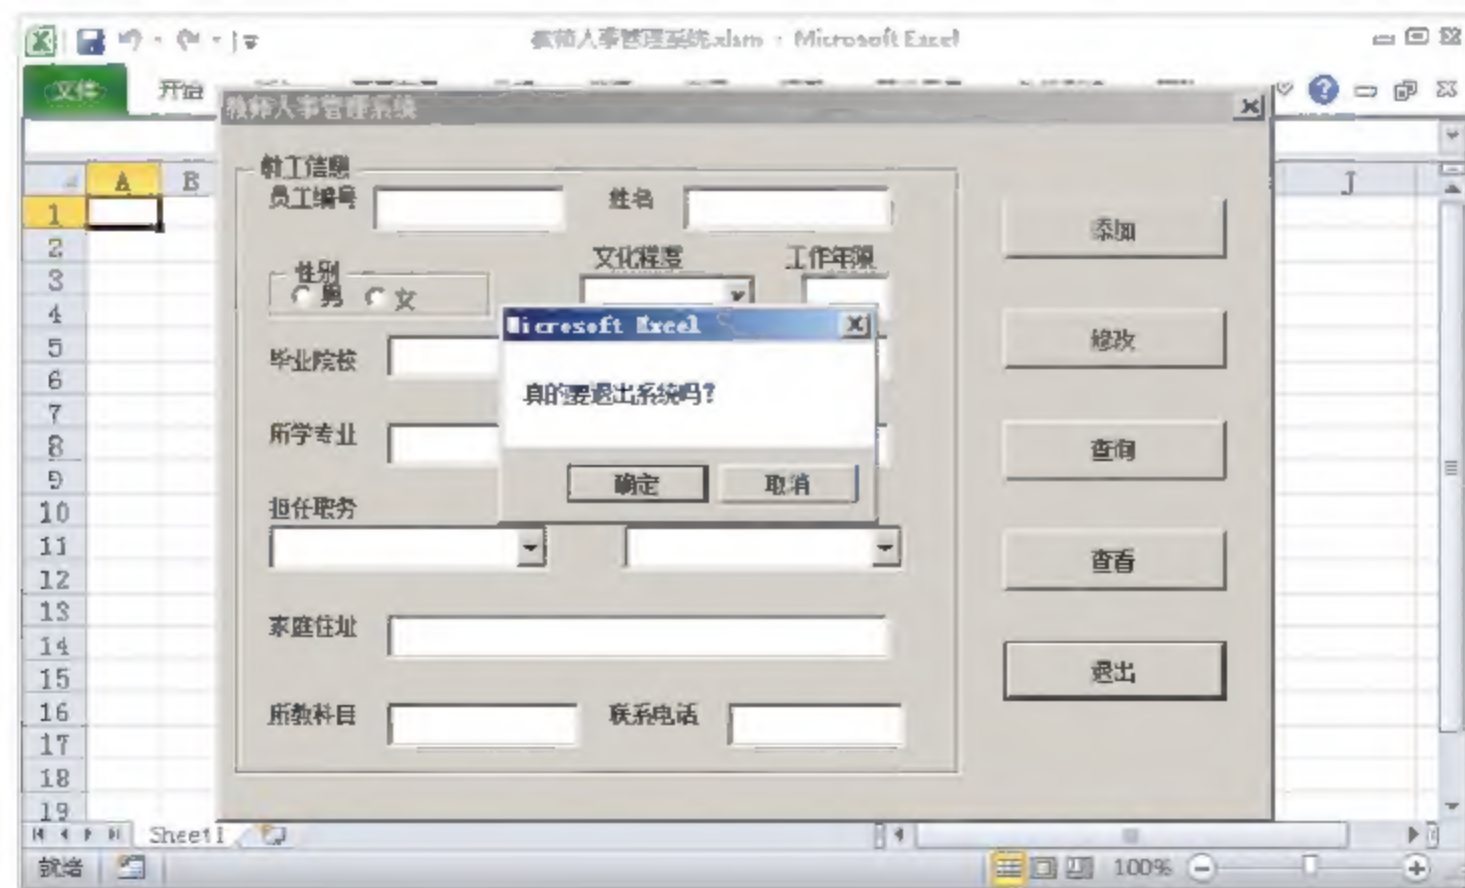 教师人事管理系统.xlsm - Microsoft Excel
文件 开始
教师人事管理系统
A B J
1
2
3
4
5
6
7
8
9
10
11
12
13
14
15
16
17
18
19
教工信息
员工编号 姓名
性别 文化程度 工作年限
男 女
毕业院校
所学专业
担任职务
家庭住址
所教科目 联系电话
添加
修改
查询
查看
退出
Microsoft Excel
真的要退出系统吗?
确定 取消
Sheet1
就绪 100%